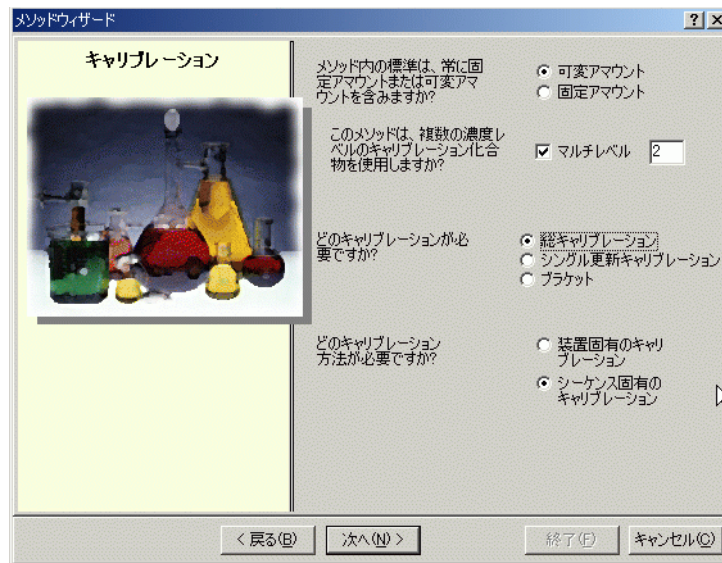 メソッドウィザード
キャリブレーション
メソッド内の標準は、常に固
定アマウントまたは可変アマ
ウントを含みますか?
可変アマウント
固定アマウント
このメソッドは、複数の濃度レ
ベルのキャリブレーション化合
物を使用しますか?
マルチレベル 2
どのキャリブレーションが必
要ですか?
総キャリブレーション
シングル更新キャリブレーション
ブラケット
どのキャリブレーション
方法が必要ですか?
装置固有のキャリ
ブレーション
シーケンス固有の
キャリブレーション
< 戻る(B)
次へ(N) >
終了(F)
キャンセル(C)